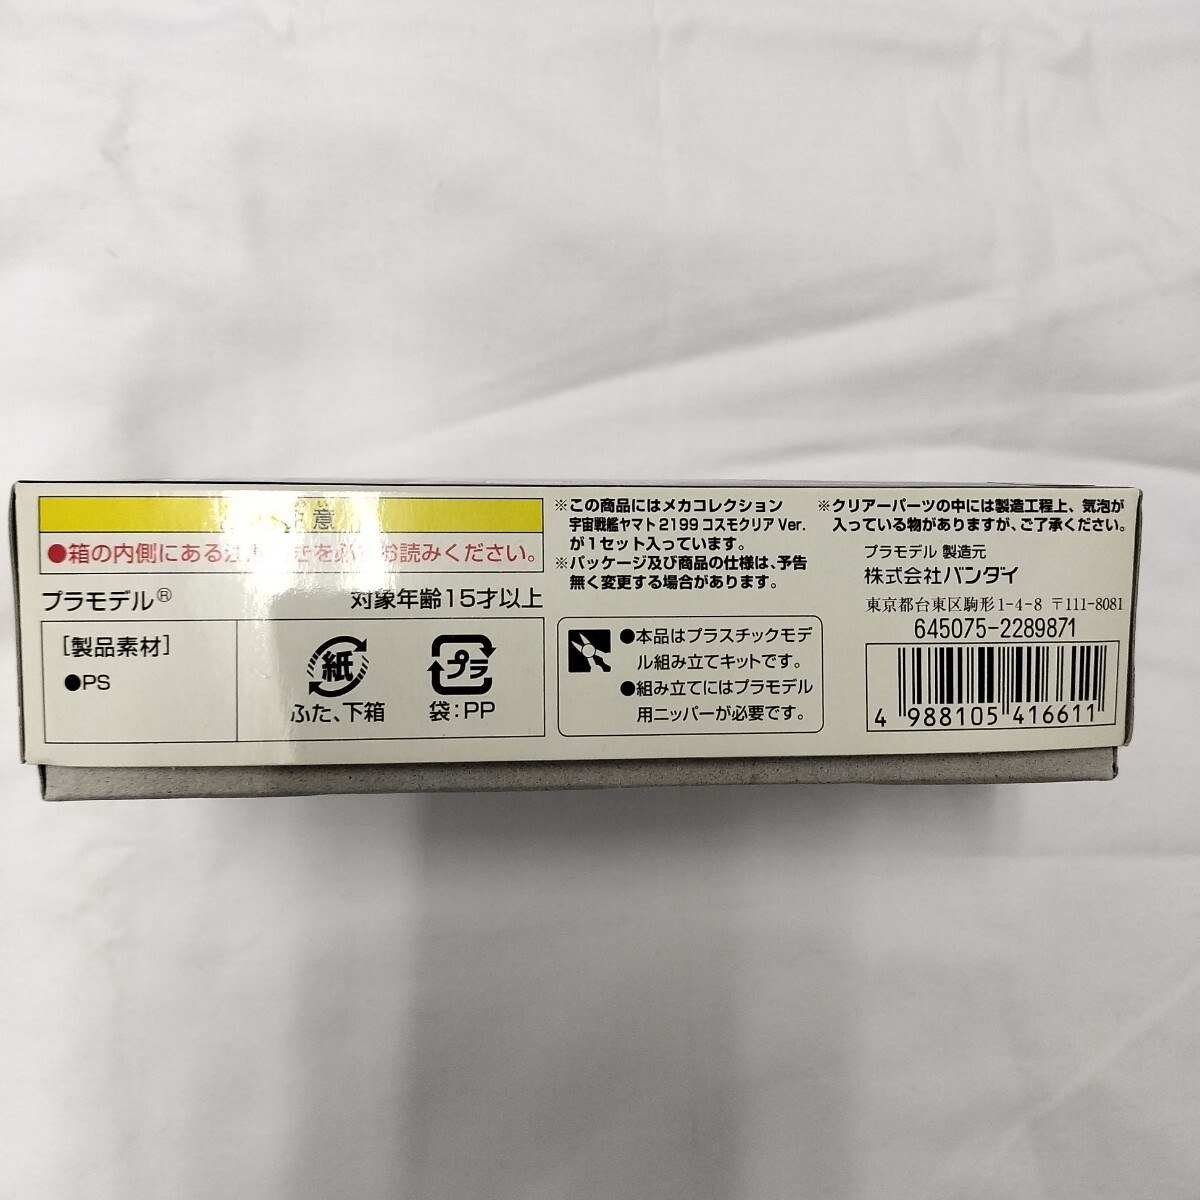 意
●箱の内側にある注意書きを必ずお読みください。
プラモデル® 対象年齢15才以上
[製品素材]
●PS
紙
ふた、下箱
プラ
袋:PP
※この商品にはメカコレクション
宇宙戦艦ヤマト2199 コスモクリアVer.
が1セット入っています。
※パッケージ及び商品の仕様は、予告
無く変更する場合があります。
●本品はプラスチックモデ
ル組み立てキットです。
●組み立てにはプラモデル
用ニッパーが必要です。
※クリアーパーツの中には製造工程上、気泡が
入っている物がありますが、ご了承ください。
プラモデル 製造元
株式会社バンダイ
東京都台東区駒形1-4-8 〒111-8081
645075-2289871
4 988105 416611